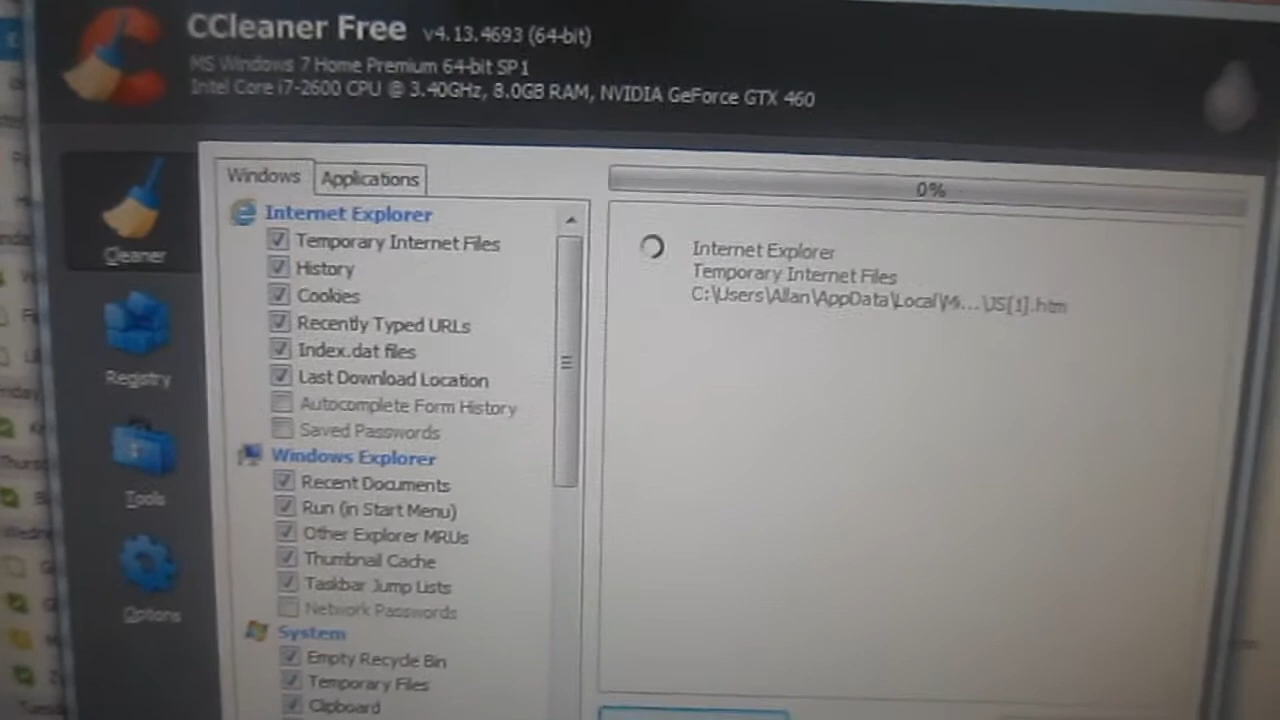 CCleaner Free v4.13.4693 (64-bit)
MS Windows 7 Home Premium 64-bit SP1
Intel Core i7-2600 CPU @ 3.40GHz, 8.0GB RAM, NVIDIA GeForce GTX 460
Cleaner
Registry
Tools
Options
Windows
Applications
Internet Explorer
Temporary Internet Files
History
Cookies
Recently Typed URLs
Index.dat files
Last Download Location
Autocomplete Form History
Saved Passwords
Windows Explorer
Recent Documents
Run (in Start Menu)
Other Explorer MRUs
Thumbnail Cache
Taskbar Jump Lists
Network Passwords
System
Empty Recycle Bin
Temporary Files
Clipboard
0%
Internet Explorer
Temporary Internet Files
C:\Users\Allan\AppData\Local\Mi...\JS[1].htm